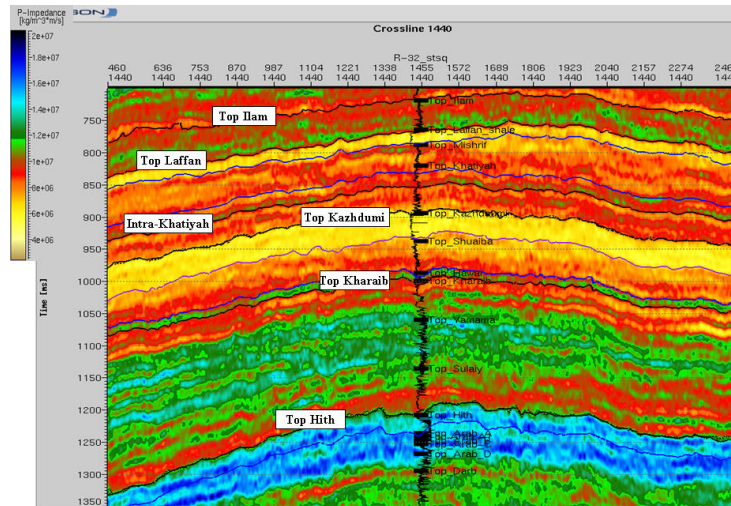 P-Impedance
[kg/m^3*m/s]
SON
Crossline 1440
R-32_stsq
460 636 753 870 987 1104 1221 1338 1455 1572 1689 1806 1923 2040 2157 2274 246
1440 1440 1440 1440 1440 1440 1440 1440 1440 1440 1440 1440 1440 1440 1440 1440 144
2e+07
1.8e+07
1.6e+07
1.4e+07
1.2e+07
1e+07
8e+06
6e+06
4e+06
Time [ms]
750
800
850
900
950
1000
1050
1100
1150
1200
1250
1300
1350
Top Ilam
Top Laffan
Intra-Khatiyah
Top Kazhdumi
Top Kharaib
Top Hith
Top_Ilam
Top_Laffan_shale
Top_Mishrif
Top_Khatiyah
Top_Kazhdumi
Top_Shuaiba
Top_Hawar
Top_Kharaib
Top_Yamama
Top_Sulaiy
Top_Hith
Top_Arab_D
Top_Darb